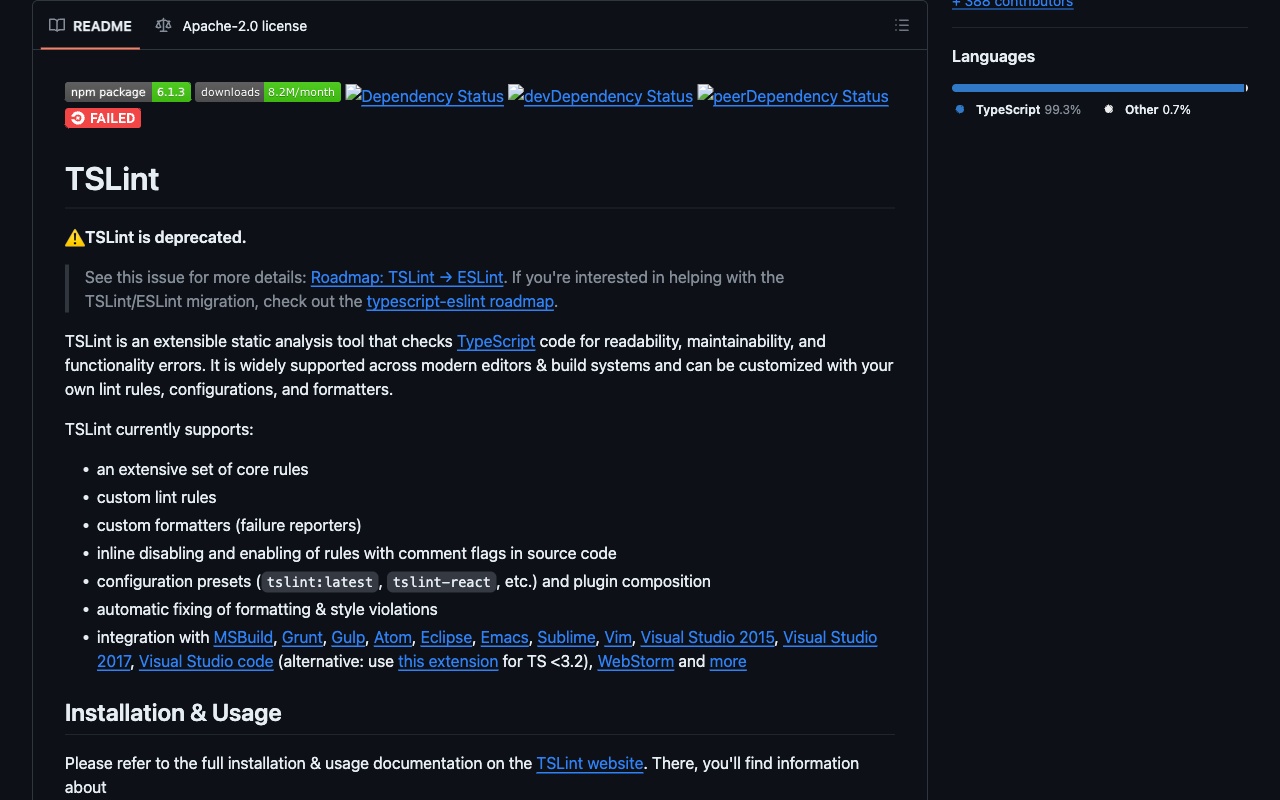 + 388 contributors
README
Apache-2.0 license
Languages
TypeScript 99.3%
Other 0.7%
npm package 6.1.3
downloads 8.2M/month
Dependency Status
devDependency Status
peerDependency Status
FAILED
TSLint
⚠️TSLint is deprecated.
See this issue for more details: Roadmap: TSLint → ESLint. If you're interested in helping with the
TSLint/ESLint migration, check out the typescript-eslint roadmap.
TSLint is an extensible static analysis tool that checks TypeScript code for readability, maintainability, and
functionality errors. It is widely supported across modern editors & build systems and can be customized with your
own lint rules, configurations, and formatters.
TSLint currently supports:
• an extensive set of core rules
• custom lint rules
• custom formatters (failure reporters)
• inline disabling and enabling of rules with comment flags in source code
• configuration presets (tslint:latest, tslint-react, etc.) and plugin composition
• automatic fixing of formatting & style violations
• integration with MSBuild, Grunt, Gulp, Atom, Eclipse, Emacs, Sublime, Vim, Visual Studio 2015, Visual Studio
2017, Visual Studio code (alternative: use this extension for TS <3.2), WebStorm and more
Installation & Usage
Please refer to the full installation & usage documentation on the TSLint website. There, you'll find information
about